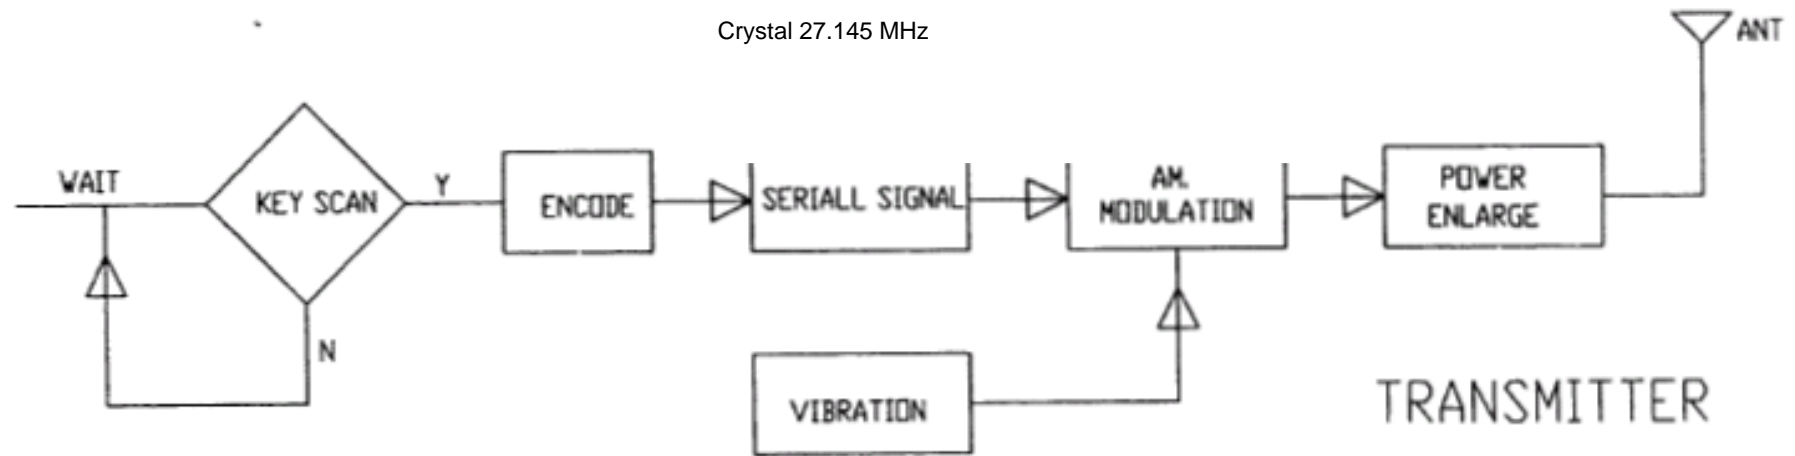 Crystal 27.145 MHz
ANT
WAIT
KEY SCAN
Y
ENCODE
SERIALL SIGNAL
AM.
MODULATION
POWER
ENLARGE
N
VIBRATION
TRANSMITTER